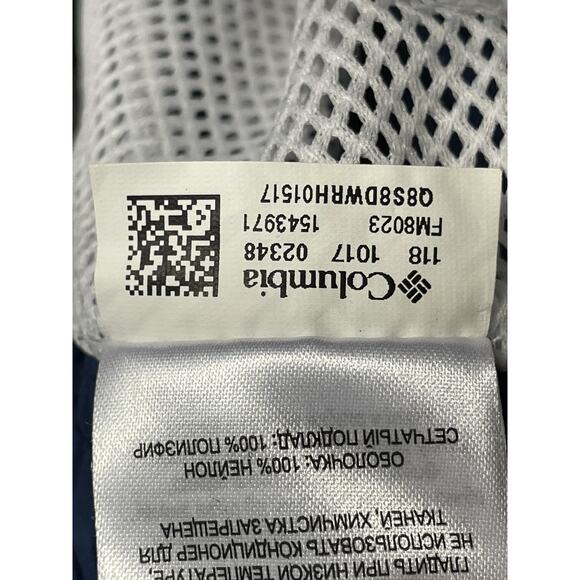 ГЛАДИТЬ ПРИ НИЗКОЙ ТЕМПЕРАТУРЕ,
НЕ ИСПОЛЬЗОВАТЬ КОНДИЦИОНЕР ДЛЯ
ТКАНЕЙ, ХИМЧИСТКА ЗАПРЕЩЕНА
ОБОЛОЧКА: 100% НЕЙЛОН
СЕТЧАТЫЙ ПОДКЛАД: 100% ПОЛИЭФИР
Columbia
118 1017 02348
FM8023 1543971
Q8S8DWRH01517